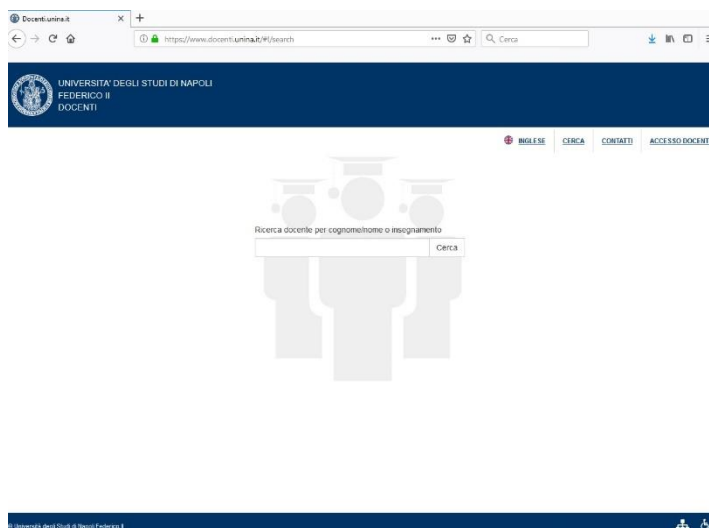 Docenti.unina.it
https://www.docenti.unina.it/#!/search
Cerca
UNIVERSITA' DEGLI STUDI DI NAPOLI
FEDERICO II
DOCENTI
INGLESE CERCA CONTATTI ACCESSO DOCENT
Ricerca docente per cognome/nome o insegnamento
Cerca
© Università degli Studi di Napoli Federico II